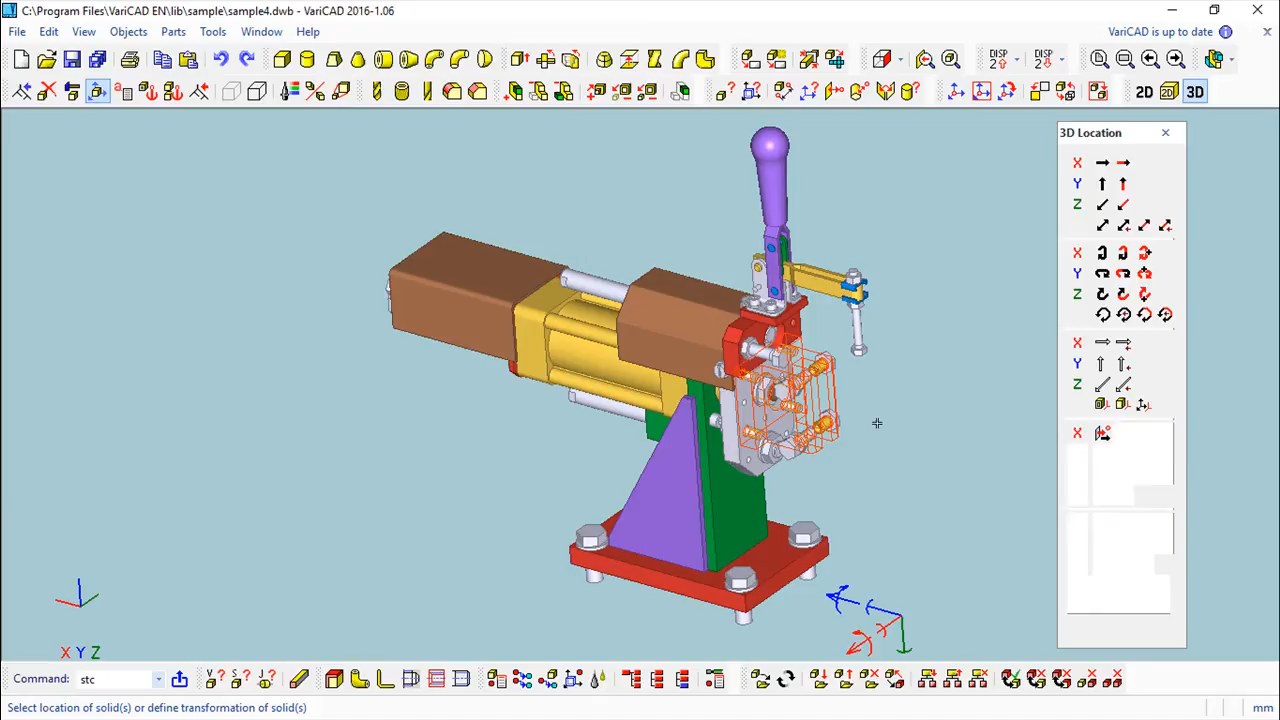 C:\Program Files\VariCAD EN\lib\sample\sample4.dwb - VariCAD 2016-1.06
File Edit View Objects Parts Tools Window Help VariCAD is up to date
DISP 2 DISP 2
2D 2D 3D
3D Location
X
Y
Z
X
Y
Z
X
Y
Z
X
X Y Z
Command: stc
Select location of solid(s) or define transformation of solid(s) mm